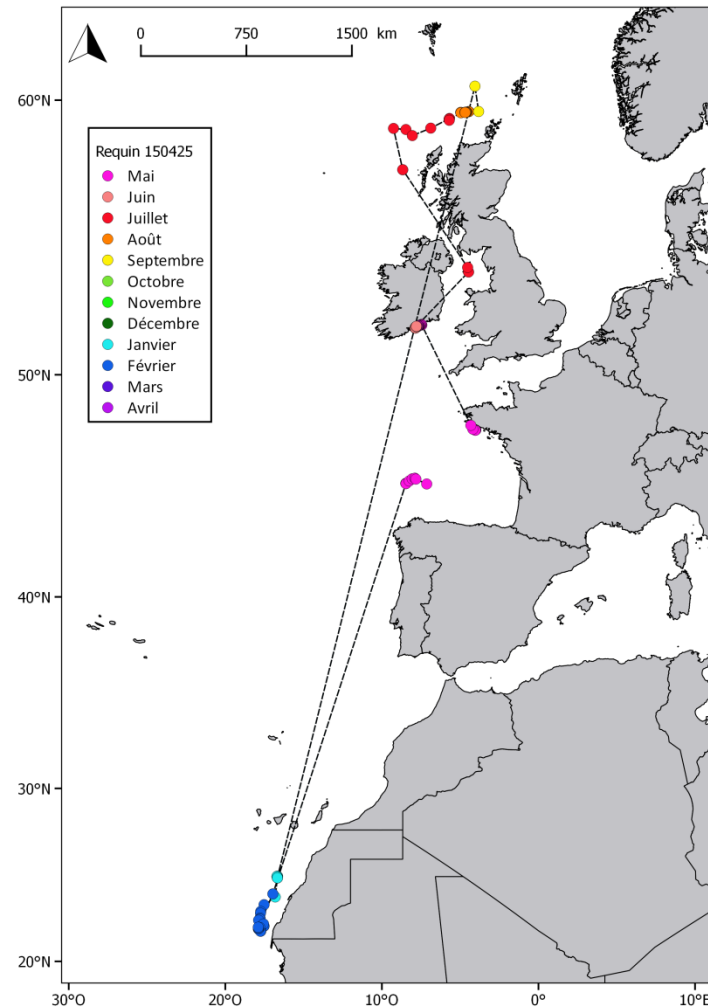 0 750 1500 km
60°N
Requin 150425
Mai
Juin
Juillet
Août
Septembre
Octobre
Novembre
Décembre
Janvier
Février
Mars
Avril
50°N
40°N
30°N
20°N
30°O 20°O 10°O 0° 10°O